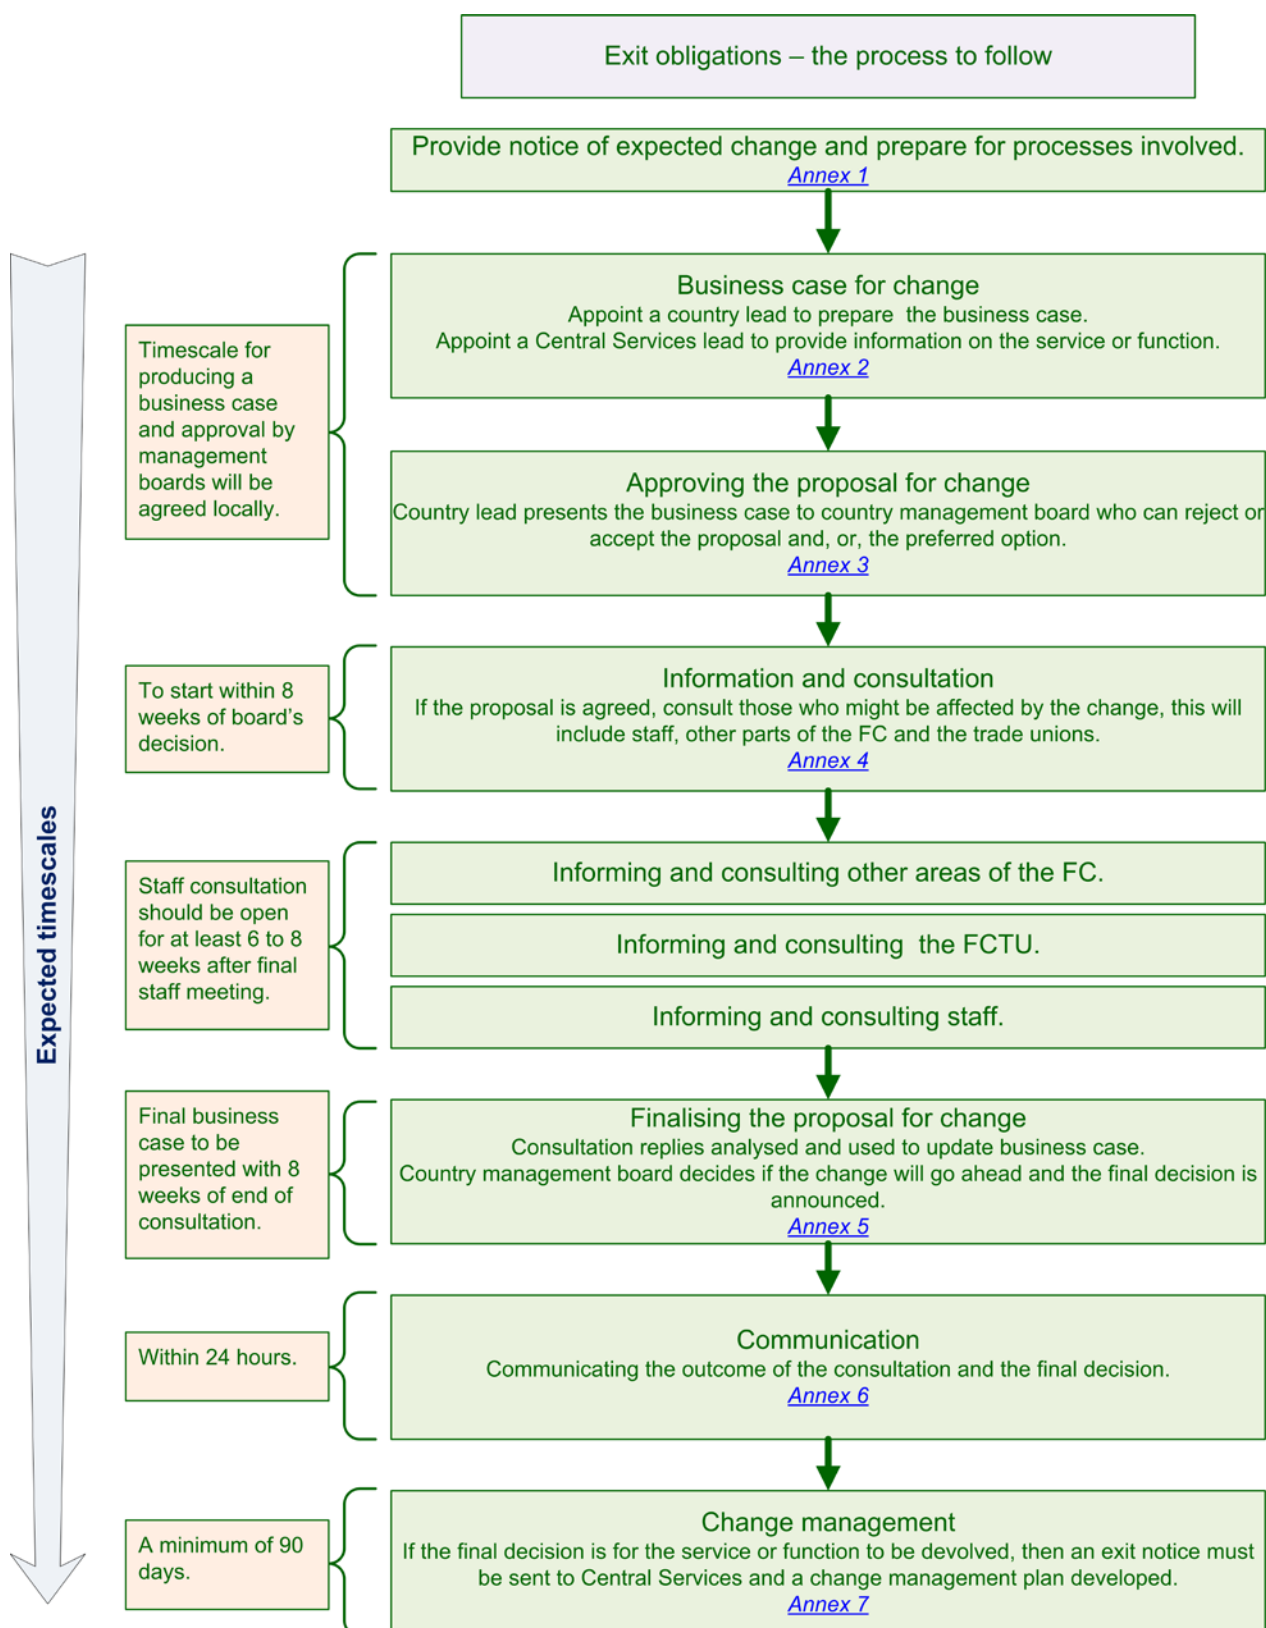 Exit obligations – the process to follow
Provide notice of expected change and prepare for processes involved.
Annex 1
Business case for change
Appoint a country lead to prepare  the business case.
Appoint a Central Services lead to provide information on the service or function.
Annex 2
Timescale for
producing a
business case
and approval by
management
boards will be
agreed locally.
Approving the proposal for change
Country lead presents the business case to country management board who can reject or
accept the proposal and, or, the preferred option.
Annex 3
To start within 8
weeks of board's
decision.
Information and consultation
If the proposal is agreed, consult those who might be affected by the change, this will
include staff, other parts of the FC and the trade unions.
Annex 4
Expected timescales
Staff consultation
should be open
for at least 6 to 8
weeks after final
staff meeting.
Informing and consulting other areas of the FC.
Informing and consulting  the FCTU.
Informing and consulting staff.
Final business
case to be
presented with 8
weeks of end of
consultation.
Finalising the proposal for change
Consultation replies analysed and used to update business case.
Country management board decides if the change will go ahead and the final decision is
announced.
Annex 5
Within 24 hours.
Communication
Communicating the outcome of the consultation and the final decision.
Annex 6
A minimum of 90
days.
Change management
If the final decision is for the service or function to be devolved, then an exit notice must
be sent to Central Services and a change management plan developed.
Annex 7